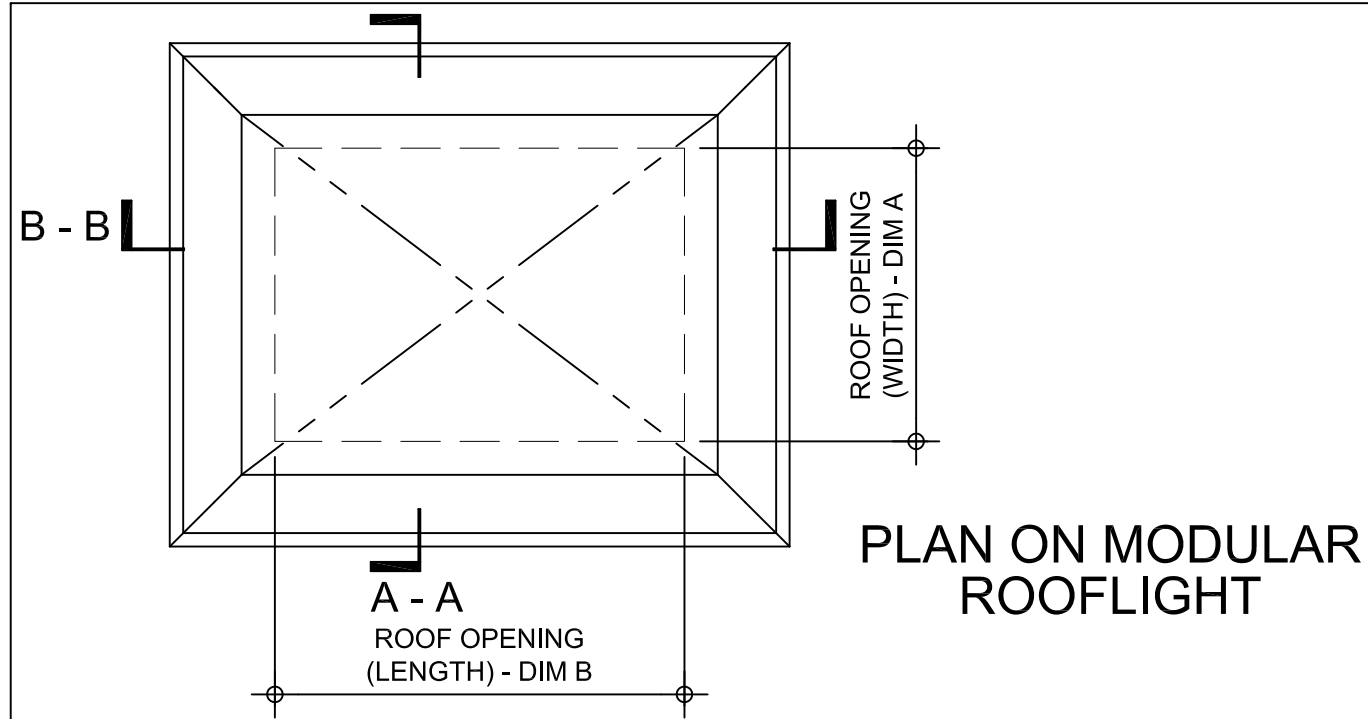 B - B
ROOF OPENING
(WIDTH) - DIM A
A - A
ROOF OPENING
(LENGTH) - DIM B
PLAN ON MODULAR
ROOFLIGHT